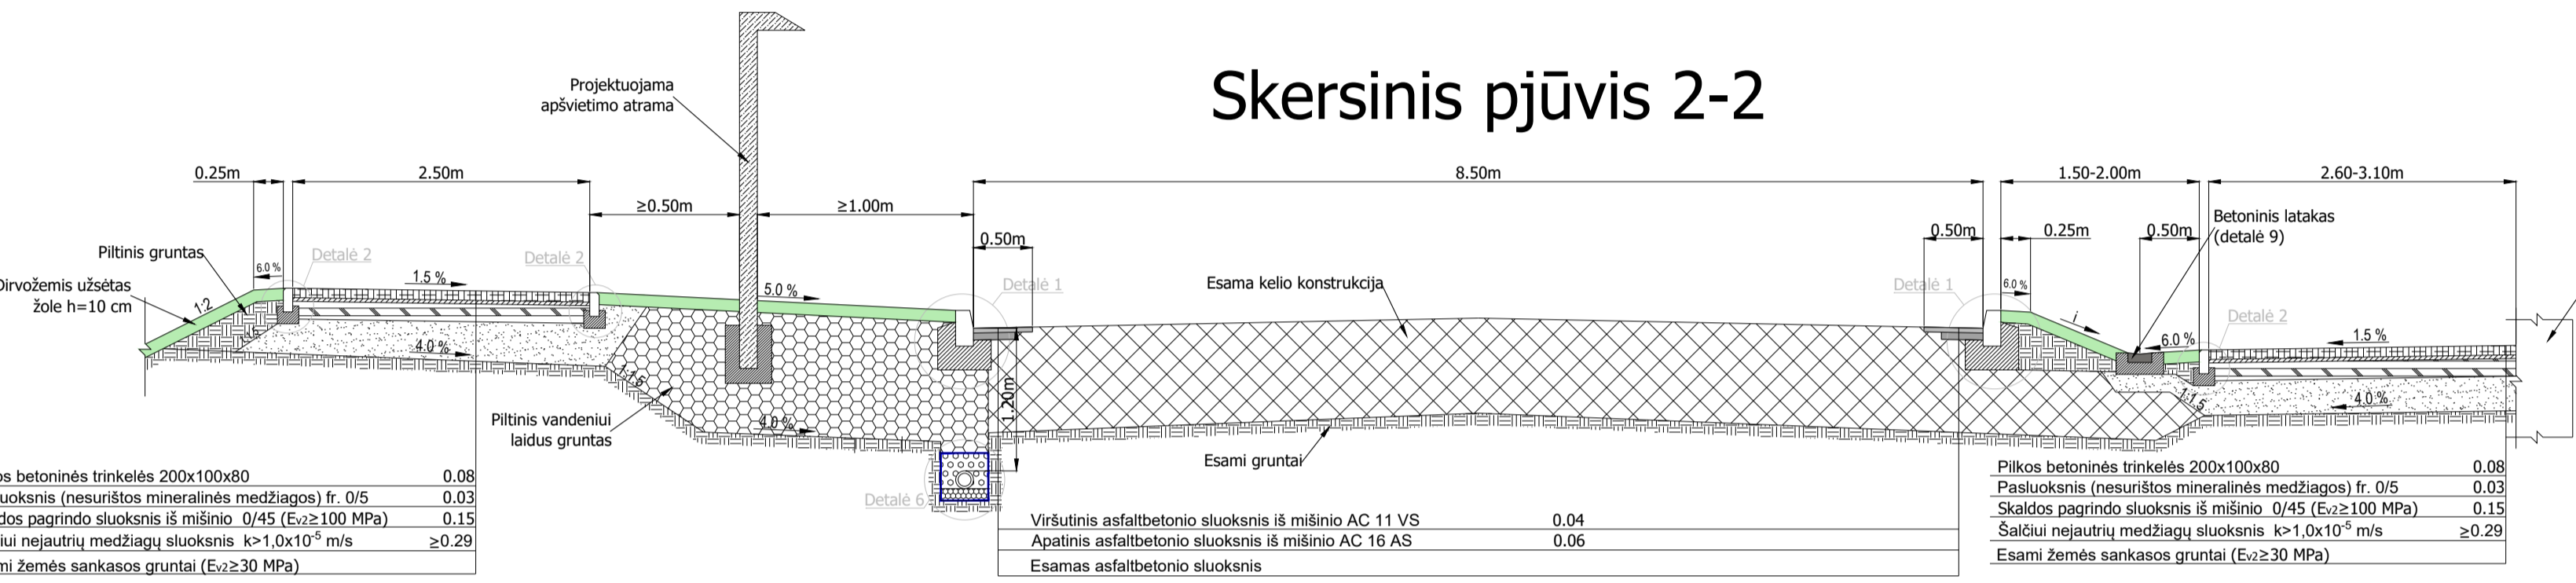 Skersinis pjūvis 2-2
Projektuojama
apšvietimo atrama
0.25m
2.50m
≥0.50m
≥1.00m
8.50m
1.50-2.00m
2.60-3.10m
0.50m
0.50m
0.25m
0.50m
Betoninis latakas
(detalė 9)
Piltinis gruntas
Dirvožemis užsėtas
žole h=10 cm
Detalė 2
Detalė 2
Detalė 1
Esama kelio konstrukcija
Detalė 1
Detalė 2
6.0 %
1.5 %
5.0 %
6.0 %
i
6.0 %
1.5 %
1:2
1:1.5
4.0 %
1:1.5
4.0 %
1.20m
1:1.5
4.0 %
Piltinis vandeniui
laidus gruntas
Esami gruntai
Detalė 6
betoninės trinkelės 200x100x80 0.08
(nesurištos mineralinės medžiagos) fr. 0/5 0.03
pagrindo sluoksnis iš mišinio 0/45 (Ev2≥100 MPa) 0.15
nejautrių medžiagų sluoksnis k>1,0x10⁻⁵ m/s ≥0.29
žemės sankasos gruntai (Ev2≥30 MPa)
Viršutinis asfaltbetonio sluoksnis iš mišinio AC 11 VS 0.04
Apatinis asfaltbetonio sluoksnis iš mišinio AC 16 AS 0.06
Esamas asfaltbetonio sluoksnis
Pilkos betoninės trinkelės 200x100x80 0.08
Pasluoksnis (nesurištos mineralinės medžiagos) fr. 0/5 0.03
Skaldos pagrindo sluoksnis iš mišinio 0/45 (Ev2≥100 MPa) 0.15
Šalčiui nejautrių medžiagų sluoksnis k>1,0x10⁻⁵ m/s ≥0.29
Esami žemės sankasos gruntai (Ev2≥30 MPa)